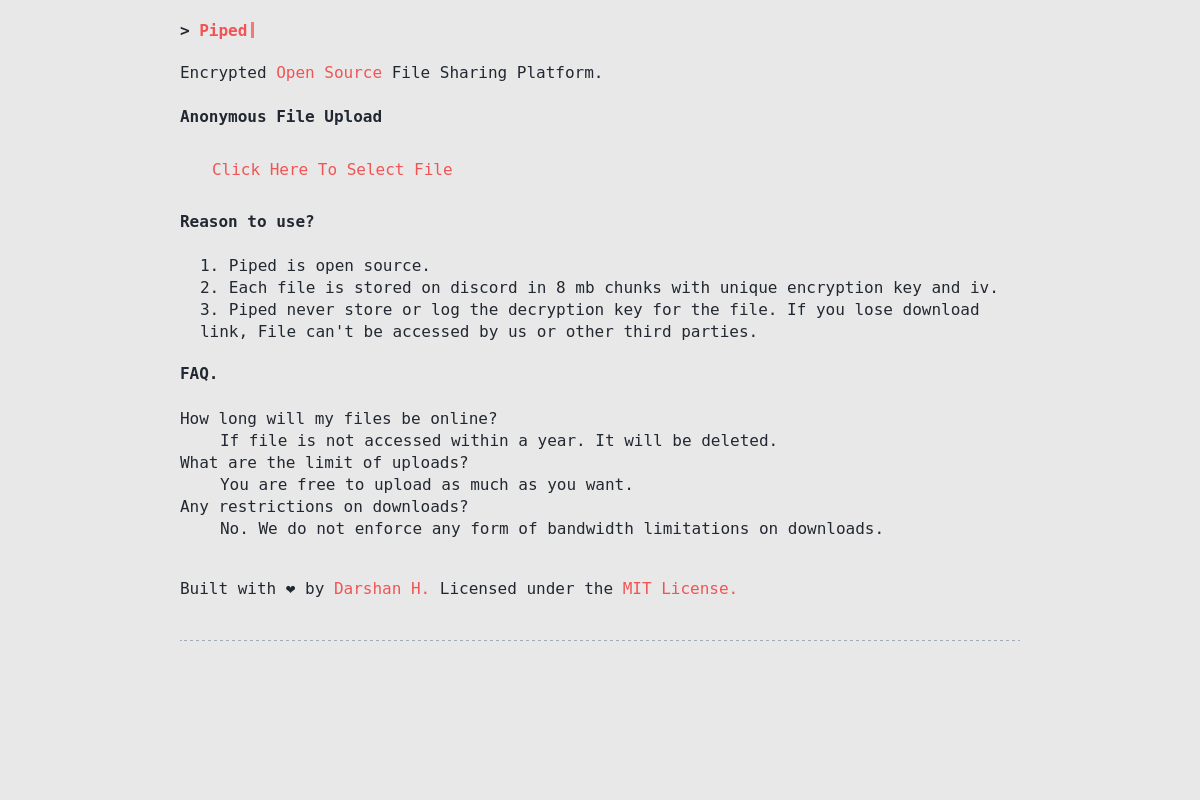 > Piped
Encrypted Open Source File Sharing Platform.
Anonymous File Upload
Click Here To Select File
Reason to use?
1. Piped is open source.
2. Each file is stored on discord in 8 mb chunks with unique encryption key and iv.
3. Piped never store or log the decryption key for the file. If you lose download
link, File can't be accessed by us or other third parties.
FAQ.
How long will my files be online?
If file is not accessed within a year. It will be deleted.
What are the limit of uploads?
You are free to upload as much as you want.
Any restrictions on downloads?
No. We do not enforce any form of bandwidth limitations on downloads.
Built with ❤ by Darshan H. Licensed under the MIT License.